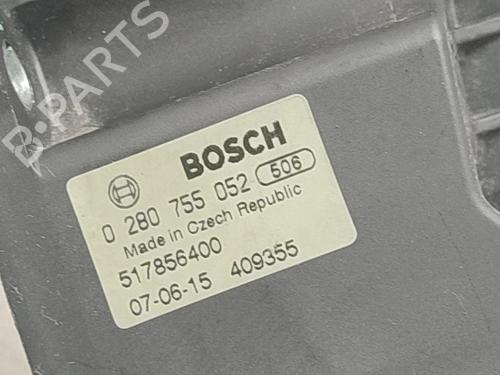 B-PARTS
BOSCH
0 280 755 052 506
Made in Czech Republic
517856400
07-06-15 409355